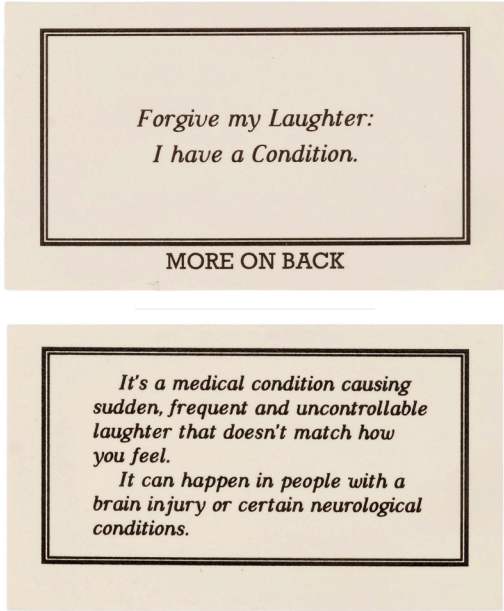 Forgive my Laughter:
I have a Condition.
MORE ON BACK
It's a medical condition causing
sudden, frequent and uncontrollable
laughter that doesn't match how
you feel.
It can happen in people with a
brain injury or certain neurological
conditions.